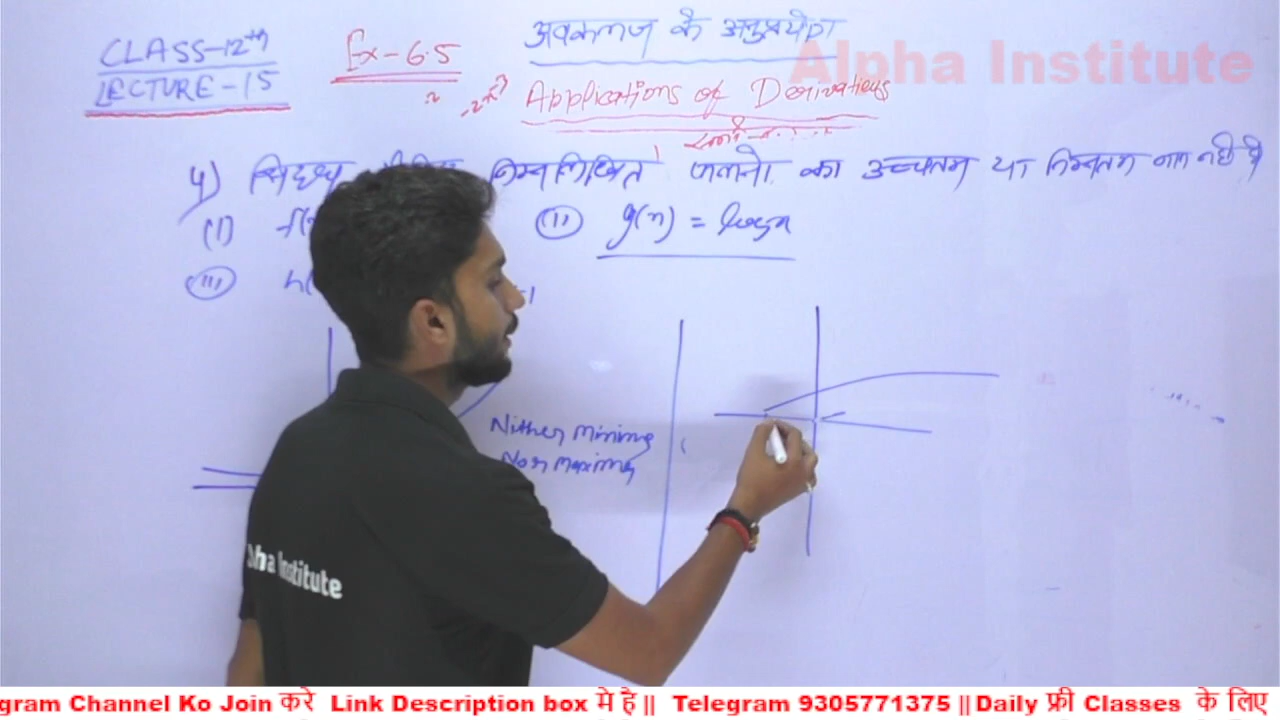 CLASS-12th
LECTURE-15
Ex-6.5
अवकलज के अनुप्रयोग
Applications of Derivatives
Alpha Institute
4) सिद्ध निम्नलिखित का उच्चतम या निम्नतम मान नहीं है
(i)
(ii) g(x) = logx
(iii)
Nither Minima
Nor Maxima
Alpha Institute
gram Channel Ko Join करे Link Description box मे है || Telegram 9305771375 || Daily फ्री Classes के लिए